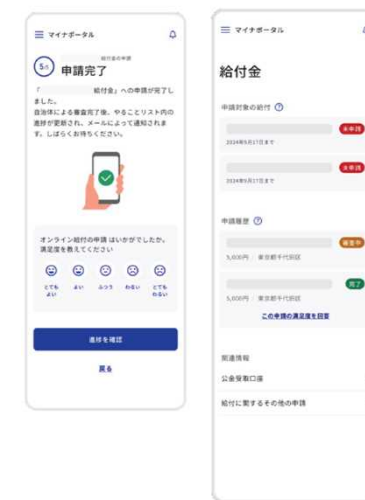 マイナポータル
5/5
給付金の申請
申請完了
「 給付金」への申請が完了し
ました。
自治体による審査完了後、やることリスト内の
進捗が更新され、メールによって通知されま
す。しばらくお待ちください。
オンライン給付の申請 はいかがでしたか。
満足度を教えてください
とても よい
よい
ふつう
わるい
とても わるい
進捗を確認
戻る
マイナポータル
給付金
申請対象の給付 ?
未申請
2024年5月17日まで
未申請
2024年5月17日まで
申請履歴 ?
審査中
5,000円 | 東京都千代田区
完了
5,000円 | 東京都千代田区
この申請の満足度を回答
関連情報
公金受取口座
給付に関するその他の申請